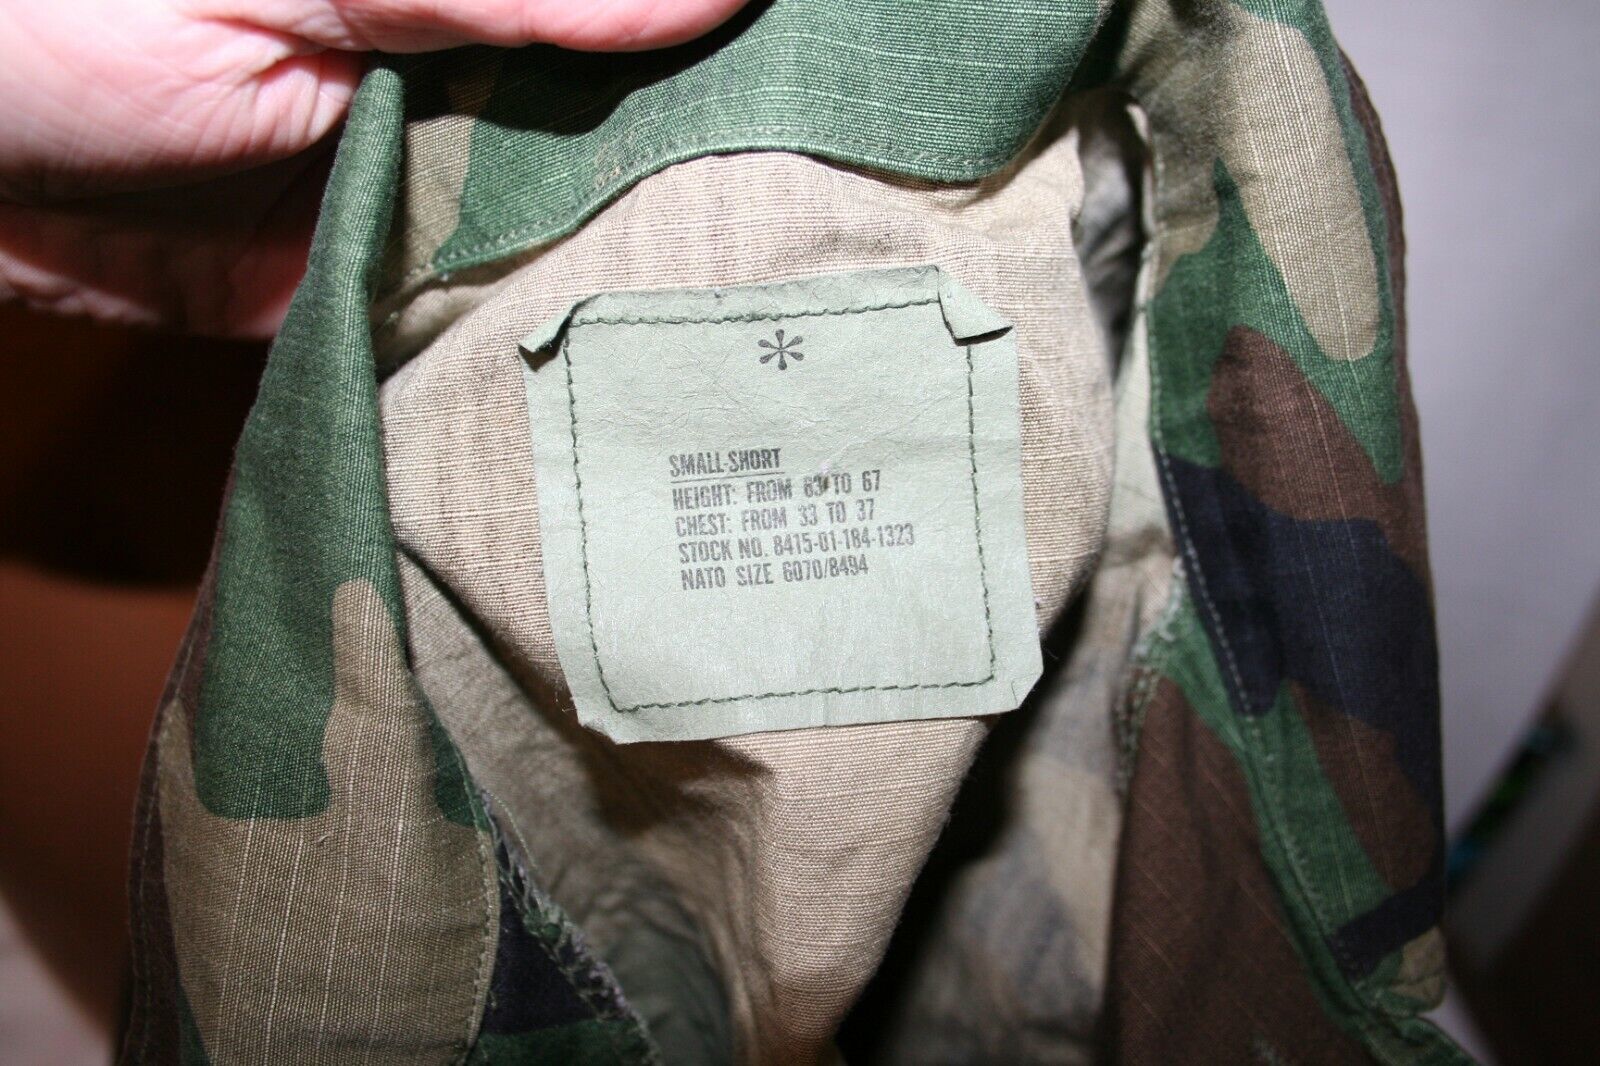 *
SMALL-SHORT
HEIGHT: FROM 63 TO 67
CHEST: FROM 33 TO 37
STOCK NO. 8415-01-184-1323
NATO SIZE 6070/8494